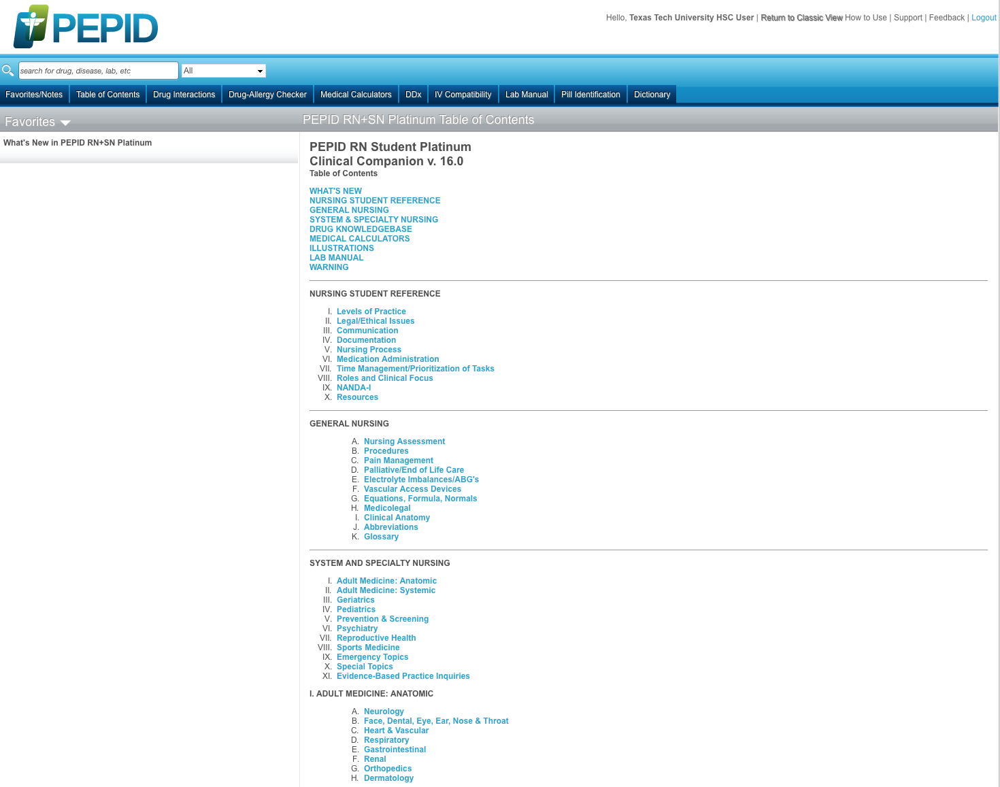 PEPID
Hello, Texas Tech University HSC User | Return to Classic View How to Use | Support | Feedback | Logout
search for drug, disease, lab, etc
All
Favorites/Notes Table of Contents Drug Interactions Drug-Allergy Checker Medical Calculators DDx IV Compatibility Lab Manual Pill Identification Dictionary
Favorites
What's New in PEPID RN+SN Platinum
PEPID RN+SN Platinum Table of Contents
PEPID RN Student Platinum
Clinical Companion v. 16.0
Table of Contents
WHAT'S NEW
NURSING STUDENT REFERENCE
GENERAL NURSING
SYSTEM & SPECIALTY NURSING
DRUG KNOWLEDGEBASE
MEDICAL CALCULATORS
ILLUSTRATIONS
LAB MANUAL
WARNING
NURSING STUDENT REFERENCE
I. Levels of Practice
II. Legal/Ethical Issues
III. Communication
IV. Documentation
V. Nursing Process
VI. Medication Administration
VII. Time Management/Prioritization of Tasks
VIII. Roles and Clinical Focus
IX. NANDA-I
X. Resources
GENERAL NURSING
A. Nursing Assessment
B. Procedures
C. Pain Management
D. Palliative/End of Life Care
E. Electrolyte Imbalances/ABG's
F. Vascular Access Devices
G. Equations, Formula, Normals
H. Medicolegal
I. Clinical Anatomy
J. Abbreviations
K. Glossary
SYSTEM AND SPECIALTY NURSING
I. Adult Medicine: Anatomic
II. Adult Medicine: Systemic
III. Geriatrics
IV. Pediatrics
V. Prevention & Screening
VI. Psychiatry
VII. Reproductive Health
VIII. Sports Medicine
IX. Emergency Topics
X. Special Topics
XI. Evidence-Based Practice Inquiries
I. ADULT MEDICINE: ANATOMIC
A. Neurology
B. Face, Dental, Eye, Ear, Nose & Throat
C. Heart & Vascular
D. Respiratory
E. Gastrointestinal
F. Renal
G. Orthopedics
H. Dermatology